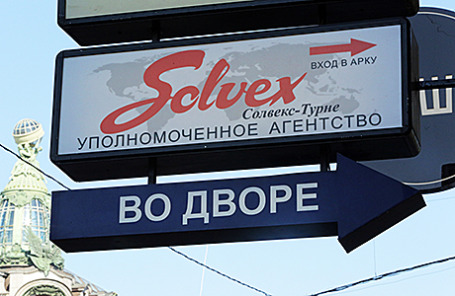 Solvex
ВХОД В АРКУ
Солвекс-Турне
УПОЛНОМОЧЕННОЕ АГЕНТСТВО
Ш
ВО ДВОРЕ